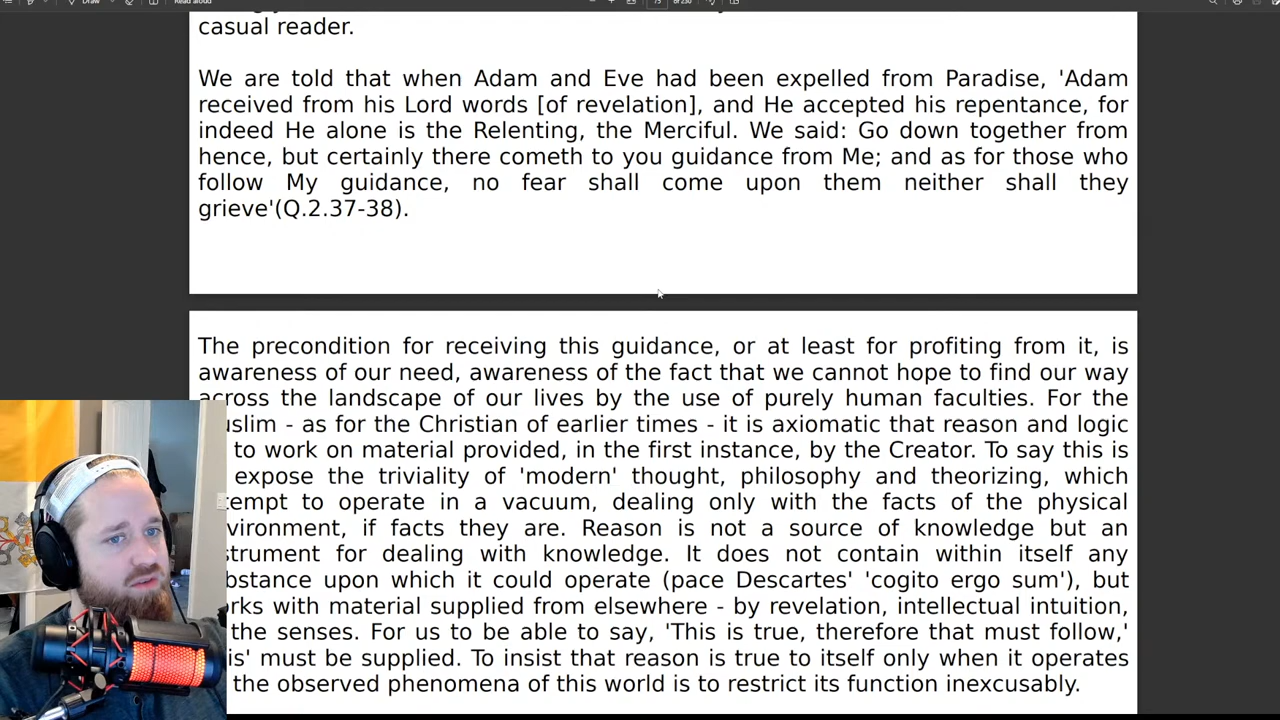 Draw
Read aloud
casual reader.
We are told that when Adam and Eve had been expelled from Paradise, 'Adam
received from his Lord words [of revelation], and He accepted his repentance, for
indeed He alone is the Relenting, the Merciful. We said: Go down together from
hence, but certainly there cometh to you guidance from Me; and as for those who
follow My guidance, no fear shall come upon them neither shall they
grieve'(Q.2.37-38).
The precondition for receiving this guidance, or at least for profiting from it, is
awareness of our need, awareness of the fact that we cannot hope to find our way
across the landscape of our lives by the use of purely human faculties. For the
uslim - as for the Christian of earlier times - it is axiomatic that reason and logic
to work on material provided, in the first instance, by the Creator. To say this is
expose the triviality of 'modern' thought, philosophy and theorizing, which
tempt to operate in a vacuum, dealing only with the facts of the physical
vironment, if facts they are. Reason is not a source of knowledge but an
strument for dealing with knowledge. It does not contain within itself any
bstance upon which it could operate (pace Descartes' 'cogito ergo sum'), but
rks with material supplied from elsewhere - by revelation, intellectual intuition,
the senses. For us to be able to say, 'This is true, therefore that must follow,'
is' must be supplied. To insist that reason is true to itself only when it operates
the observed phenomena of this world is to restrict its function inexcusably.